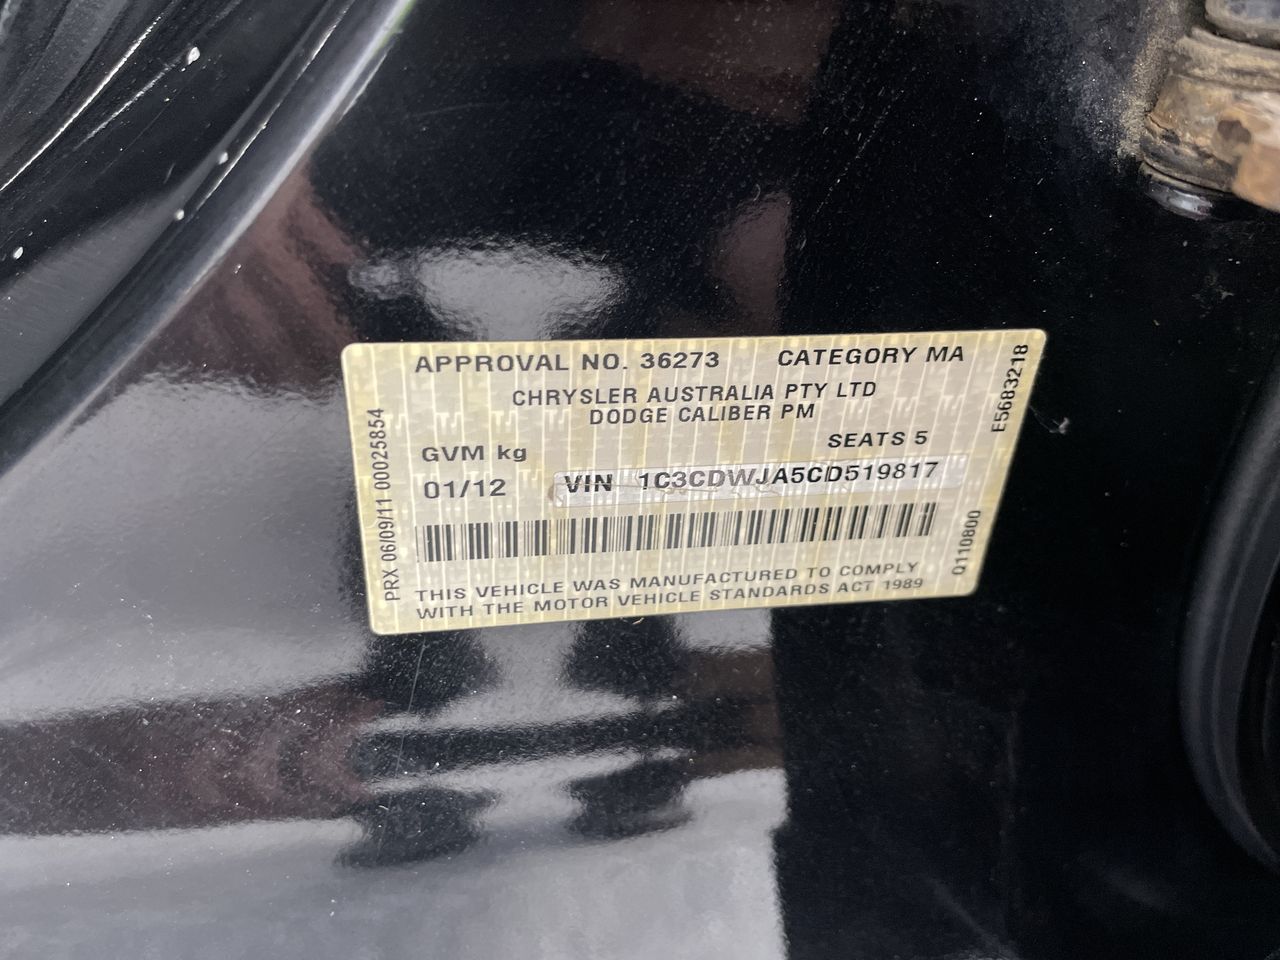 APPROVAL NO. 36273 CATEGORY MA
CHRYSLER AUSTRALIA PTY LTD
DODGE CALIBER PM
GVM kg SEATS 5
01/12 VIN 1C3CDWJA5CD519817
THIS VEHICLE WAS MANUFACTURED TO COMPLY
WITH THE MOTOR VEHICLE STANDARDS ACT 1989
PRX 06/09/11 00025854
E5683218
Q110800